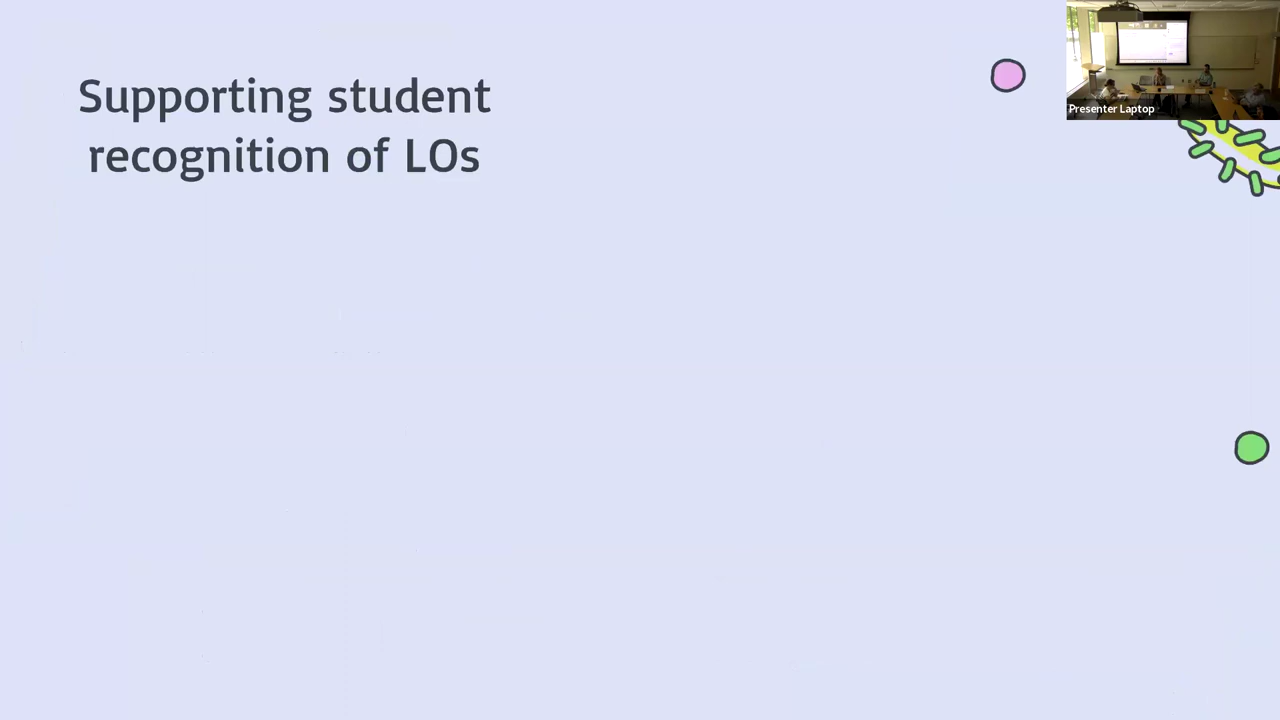 Supporting student
recognition of LOs
Presenter Laptop